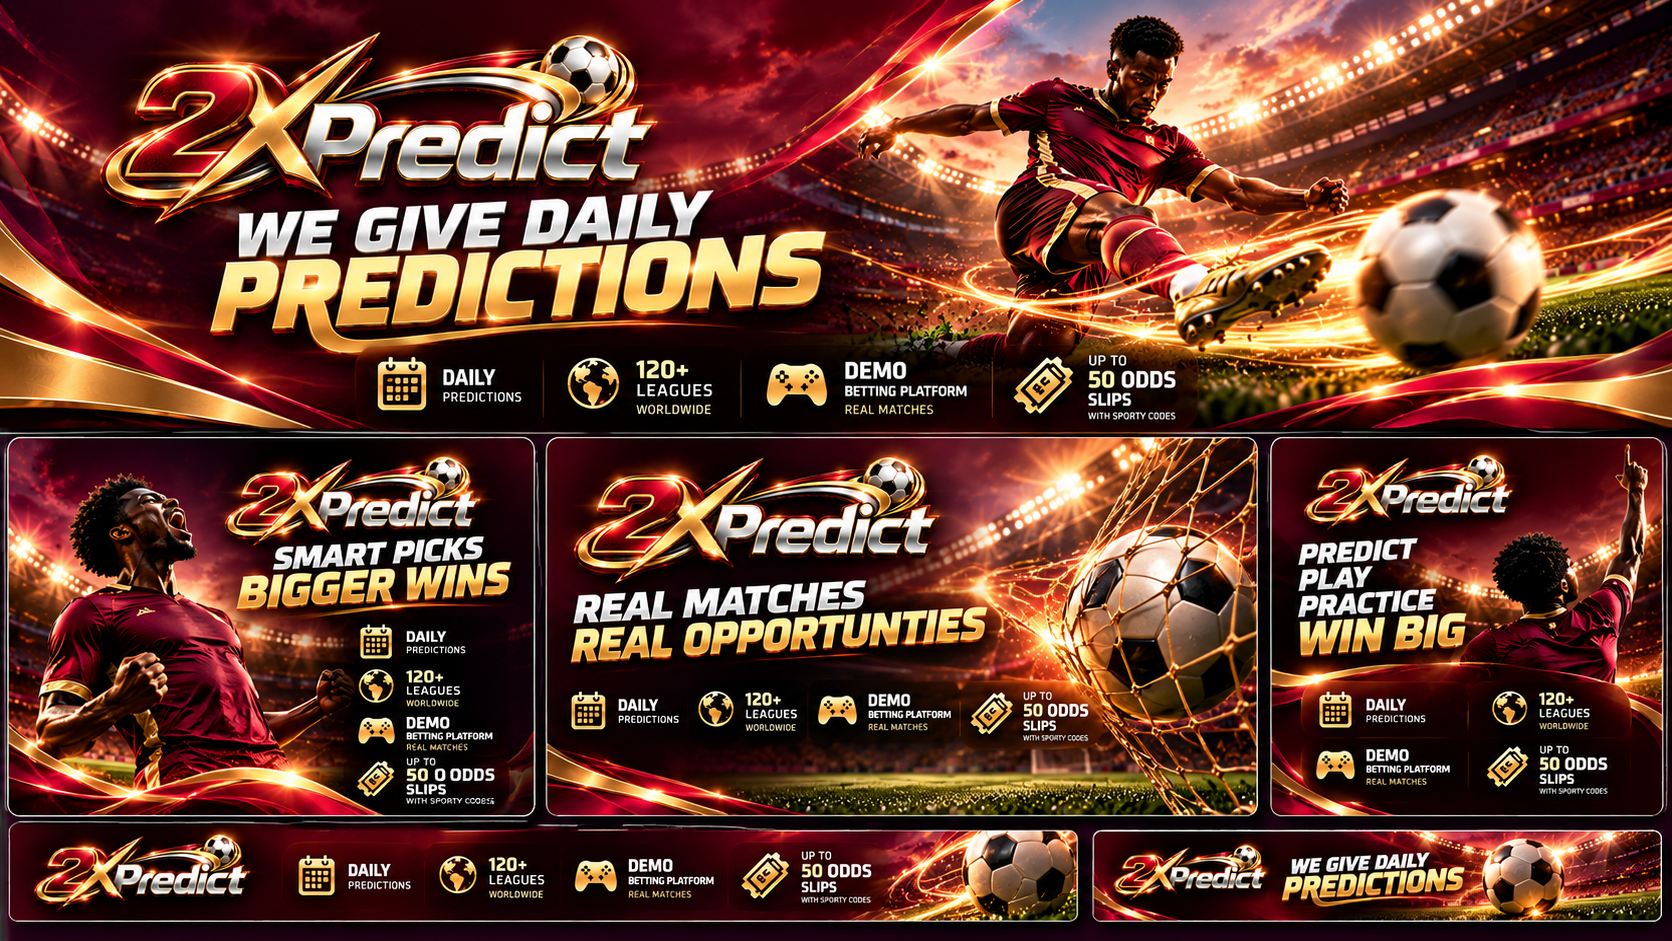 2XPredict
WE GIVE DAILY
PREDICTIONS
DAILY
PREDICTIONS
120+
LEAGUES
WORLDWIDE
DEMO
BETTING PLATFORM
REAL MATCHES
UP TO
50 ODDS
SLIPS
WITH SPORTY CODES
2XPredict
SMART PICKS
BIGGER WINS
DAILY
PREDICTIONS
120+
LEAGUES
WORLDWIDE
DEMO
BETTING PLATFORM
REAL MATCHES
UP TO
50 O ODDS
SLIPS
WITH SPORTY CODES
2XPredict
REAL MATCHES
REAL OPPORTUNTIES
DAILY
PREDICTIONS
120+
LEAGUES
WORLDWIDE
DEMO
BETTING PLATFORM
REAL MATCHES
UP TO
50 ODDS
SLIPS
WITH SPORTY CODES
2XPredict
PREDICT
PLAY
PRACTICE
WIN BIG
DAILY
PREDICTIONS
120+
LEAGUES
WORLDWIDE
DEMO
BETTING PLATFORM
REAL MATCHES
UP TO
50 ODDS
SLIPS
WITH SPORTY CODES
2XPredict
DAILY
PREDICTIONS
120+
LEAGUES
WORLDWIDE
DEMO
BETTING PLATFORM
REAL MATCHES
UP TO
50 ODDS
SLIPS
WITH SPORTY CODES
2XPredict
WE GIVE DAILY
PREDICTIONS